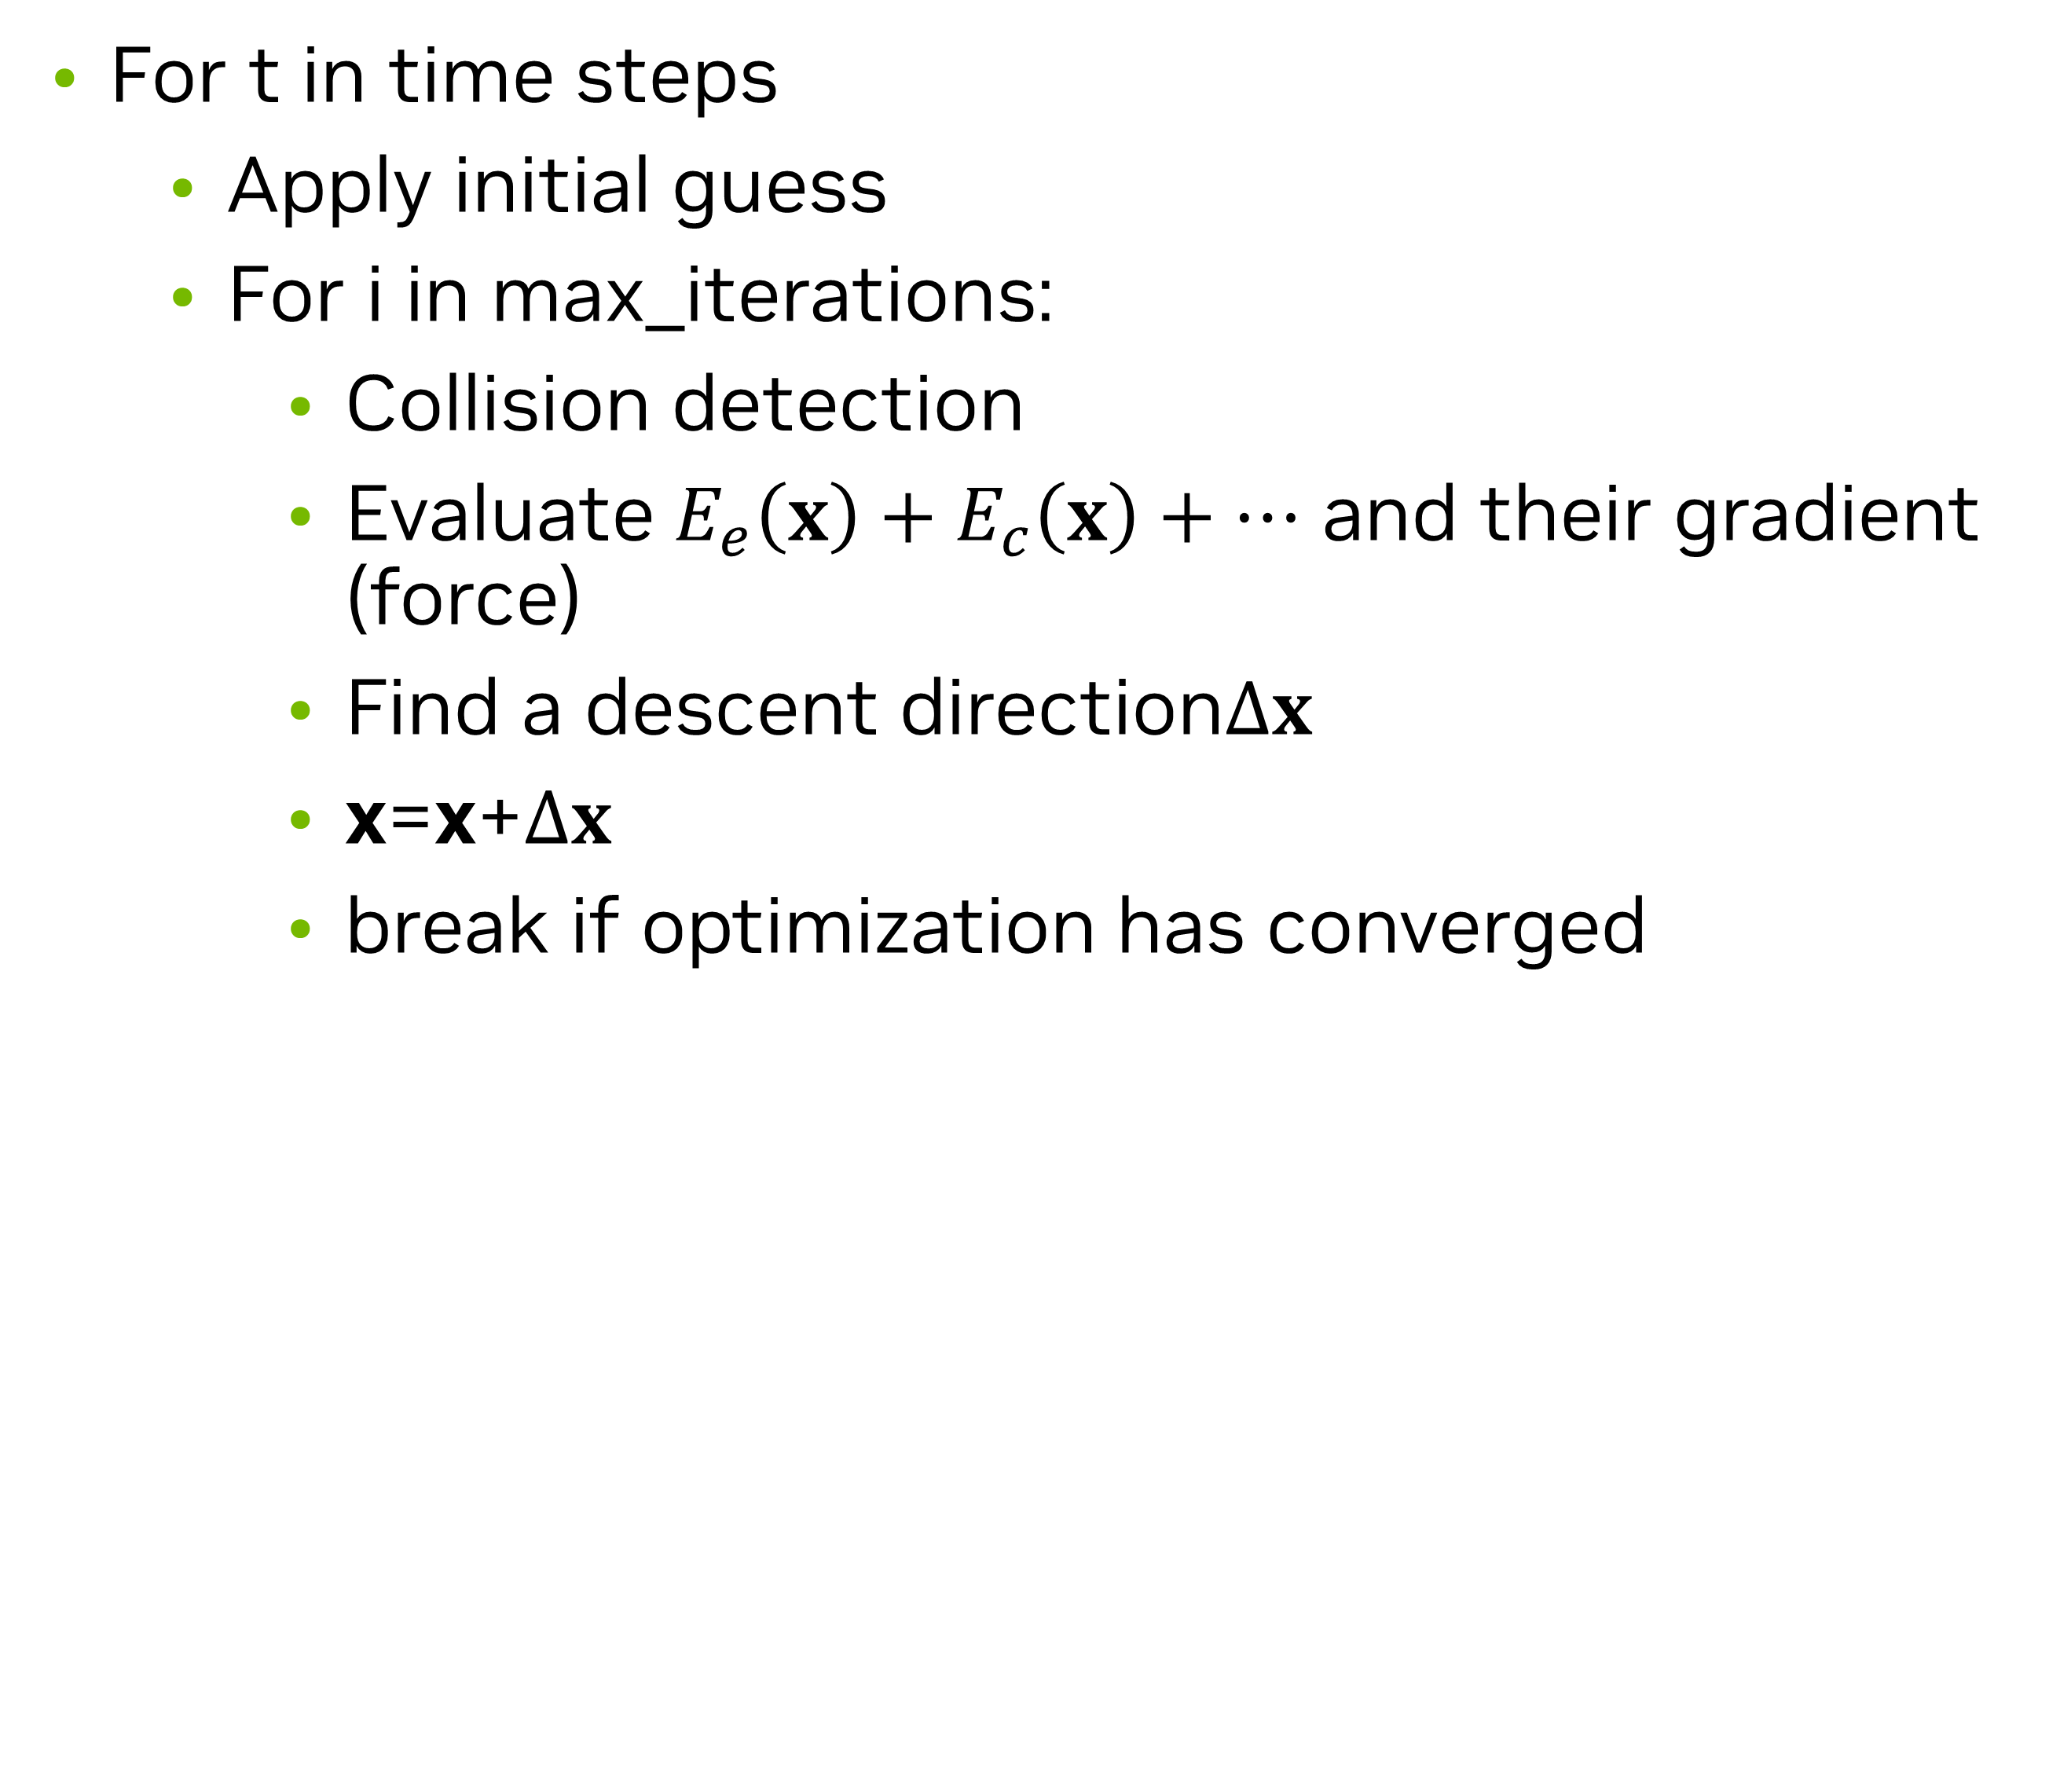 • For t in time steps
• Apply initial guess
• For i in max_iterations:
• Collision detection
• Evaluate 𝐸ₑ(𝐱) + 𝐸𝑐(𝐱) + ⋯ and their gradient
(force)
• Find a descent directionΔ𝐱
• 𝐱=𝐱+Δ𝐱
• break if optimization has converged